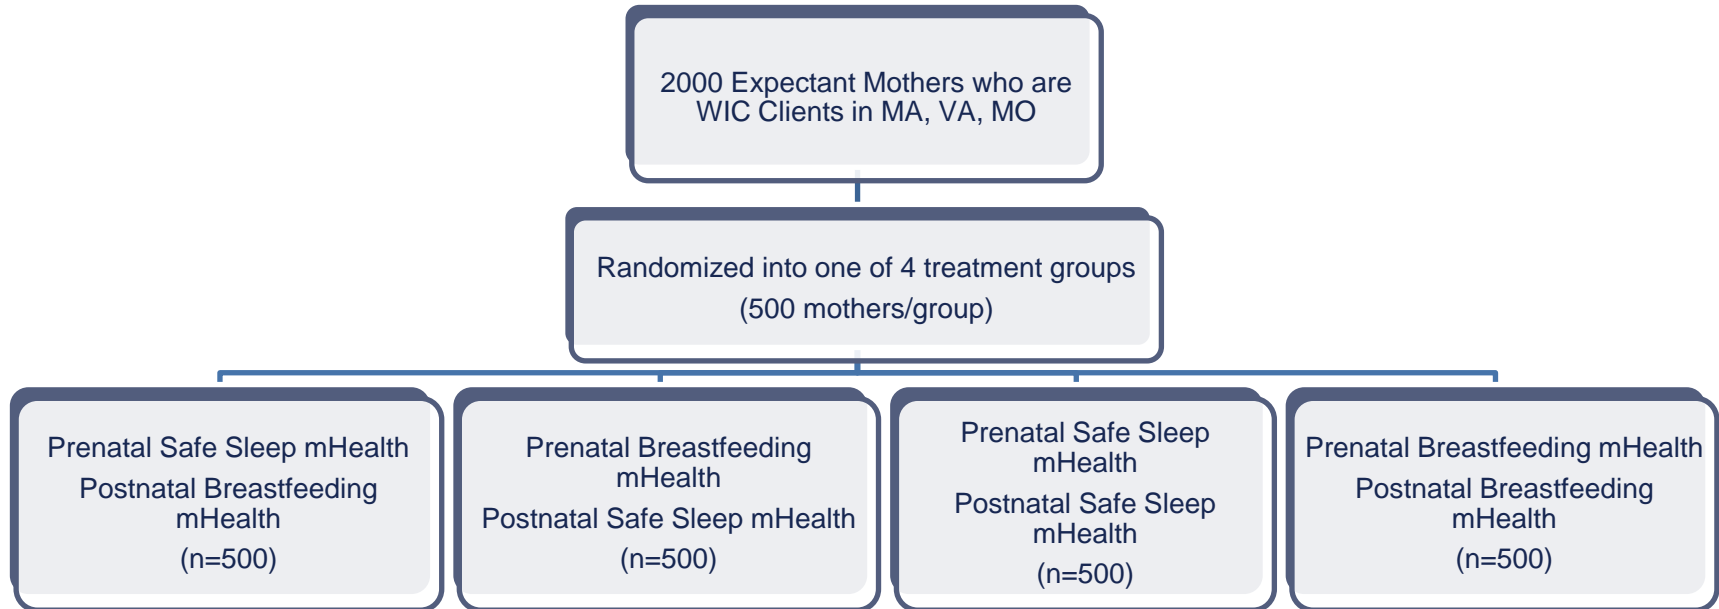 2000 Expectant Mothers who are
WIC Clients in MA, VA, MO
Randomized into one of 4 treatment groups
(500 mothers/group)
Prenatal Safe Sleep mHealth
Postnatal Breastfeeding
mHealth
(n=500)
Prenatal Breastfeeding
mHealth
Postnatal Safe Sleep mHealth
(n=500)
Prenatal Safe Sleep
mHealth
Postnatal Safe Sleep
mHealth
(n=500)
Prenatal Breastfeeding mHealth
Postnatal Breastfeeding
mHealth
(n=500)